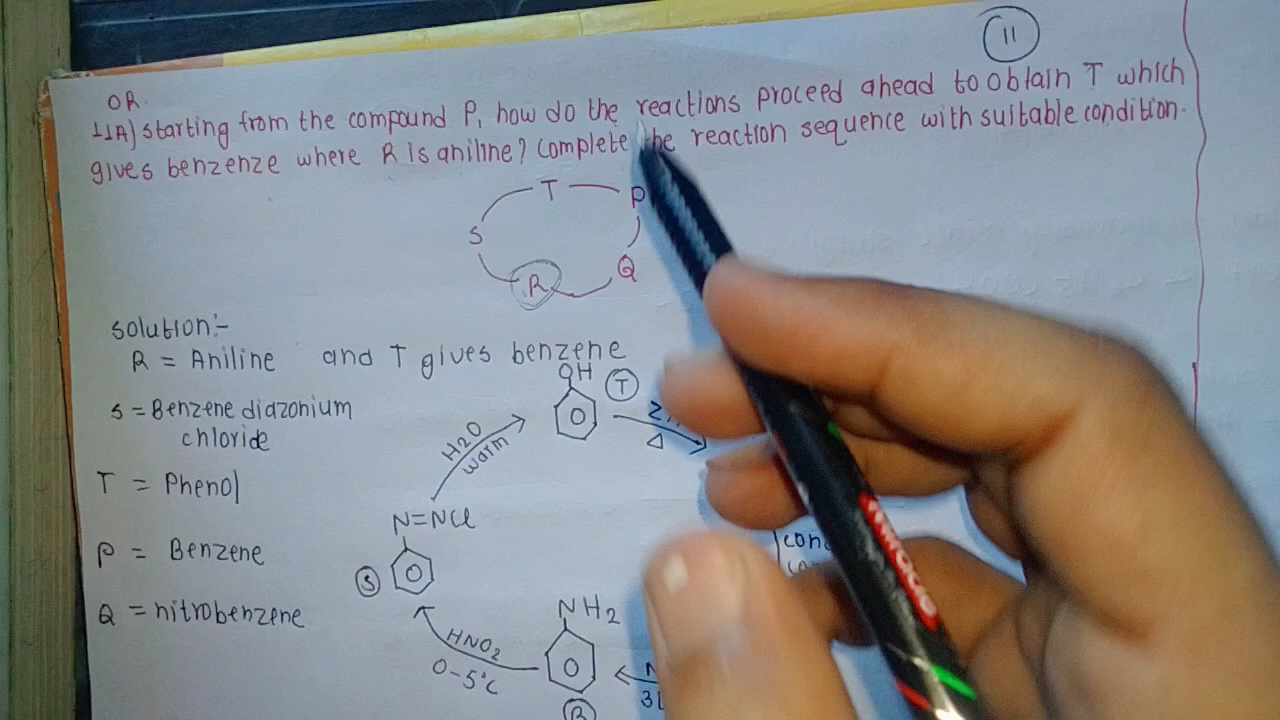 11
OR
11A) starting from the compound P, how do the reactions proceed ahead to obtain T which
gives benzenze where R is aniline? Complete the reaction sequence with suitable condition.
T
P
S
Q
R
solution:-
R = Aniline and T gives benzene
OH
T
S = Benzene diazonium
chloride
H2O
warm
Δ
T = Phenol
N=NCl
P = Benzene
S
Q = nitrobenzene
NH2
HNO2
0-5°C
R